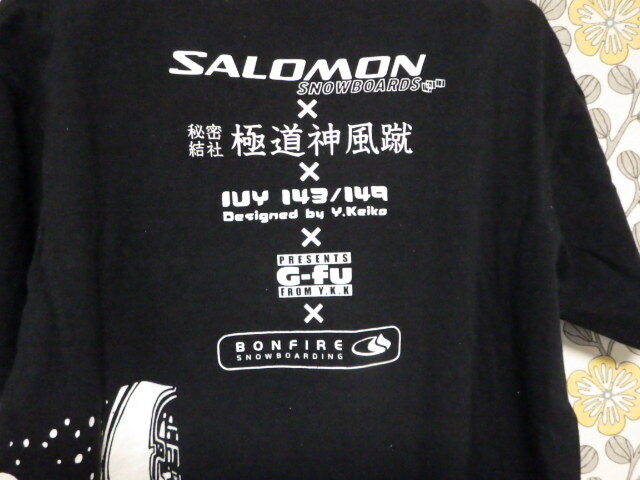 SALOMON
SNOWBOARDS
×
秘密
結社 極道神風蹴
×
IUY 143/149
Designed by Y.Keiko
×
PRESENTS
G-fu
FROM Y.K.K
×
BONFIRE
SNOWBOARDING